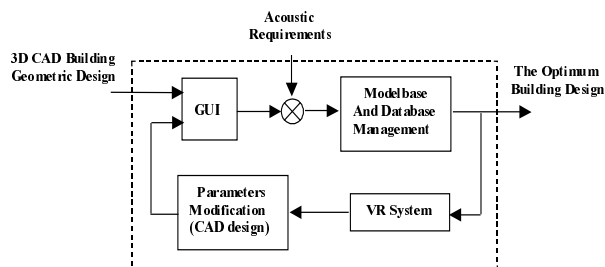 Acoustic
Requirements
3D CAD Building
Geometric Design
GUI
Modelbase
And Database
Management
The Optimum
Building Design
Parameters
Modification
(CAD design)
VR System